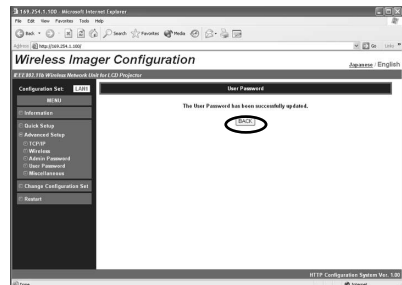 169.254.1.100 - Microsoft Internet Explorer
File Edit View Favorites Tools Help
Back Search Favorites Media
Address http://169.254.1.100/ Go Links
Wireless Imager Configuration
Japanese / English
IEEE802.11b Wireless Network Unit for LCD Projector
Configuration Set: LAN1
User Password
MENU
The User Password has been successfully updated.
Information
BACK
Quick Setup
Advanced Setup
TCP/IP
Wireless
Admin Password
User Password
Miscellaneous
Change Configuration Set
Restart
HTTP Configuration System Ver. 1.00
Done Internet